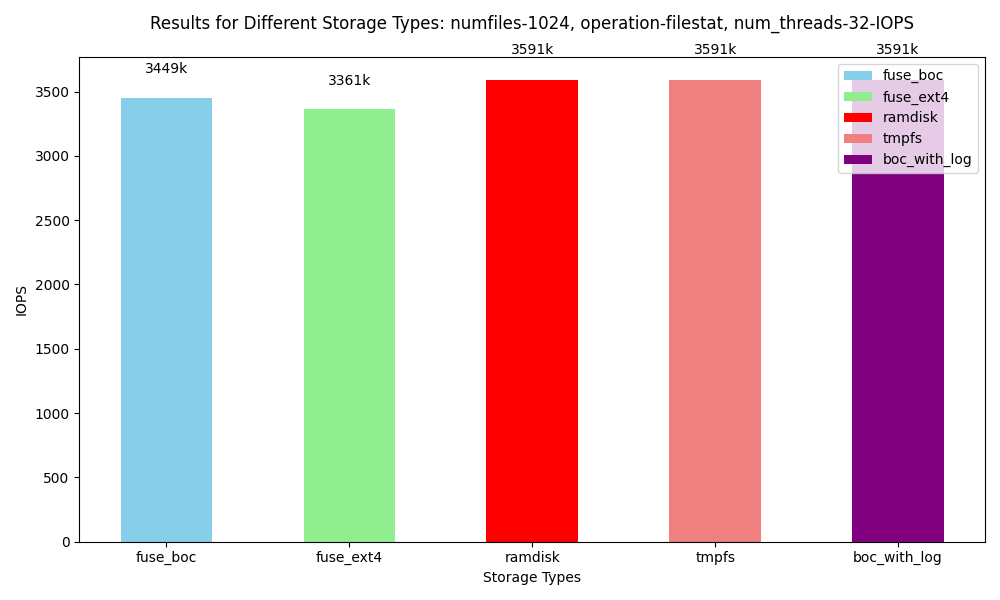 Results for Different Storage Types: numfiles-1024, operation-filestat, num_threads-32-IOPS
3449k
3361k
3591k
3591k
3591k
fuse_boc
fuse_ext4
ramdisk
tmpfs
boc_with_log
3500
3000
2500
2000
1500
1000
500
0
IOPS
fuse_boc
fuse_ext4
ramdisk
tmpfs
boc_with_log
Storage Types